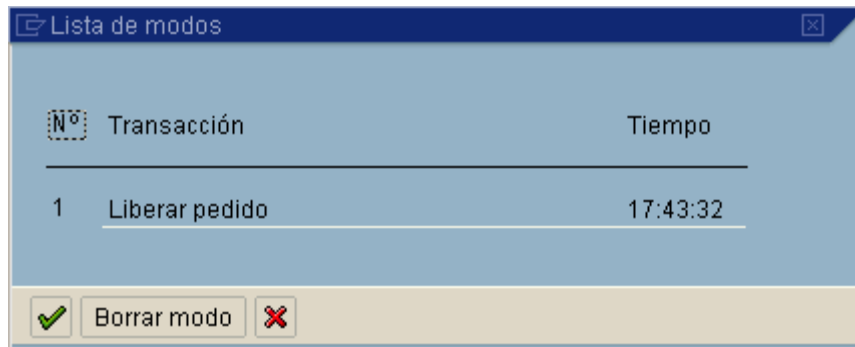 Lista de modos
Nº Transacción Tiempo
1 Liberar pedido 17:43:32
Borrar modo